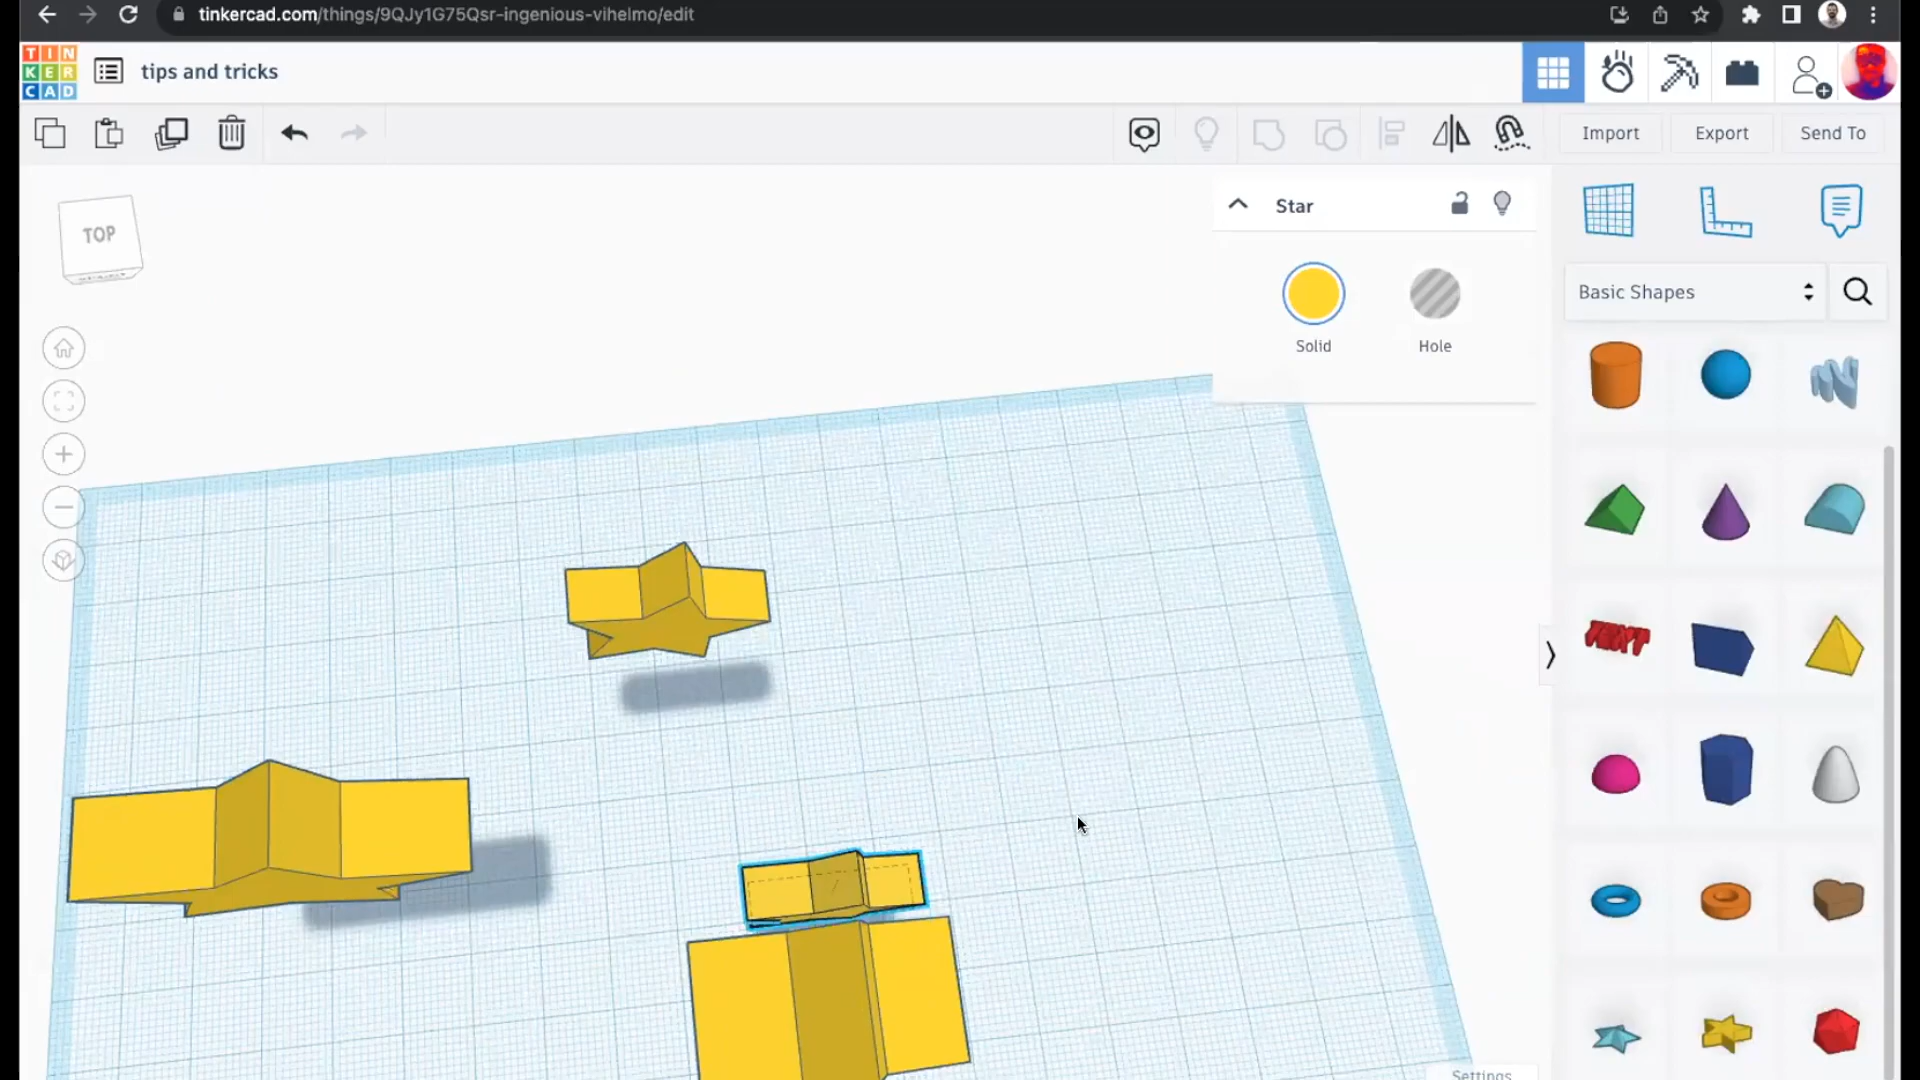 tinkercad.com/things/9QJy1G75Qsr-ingenious-vihelmo/edit
TIN
KER
CAD
tips and tricks
Import
Export
Send To
TOP
Star
Solid
Hole
Basic Shapes
TEXT
Settings